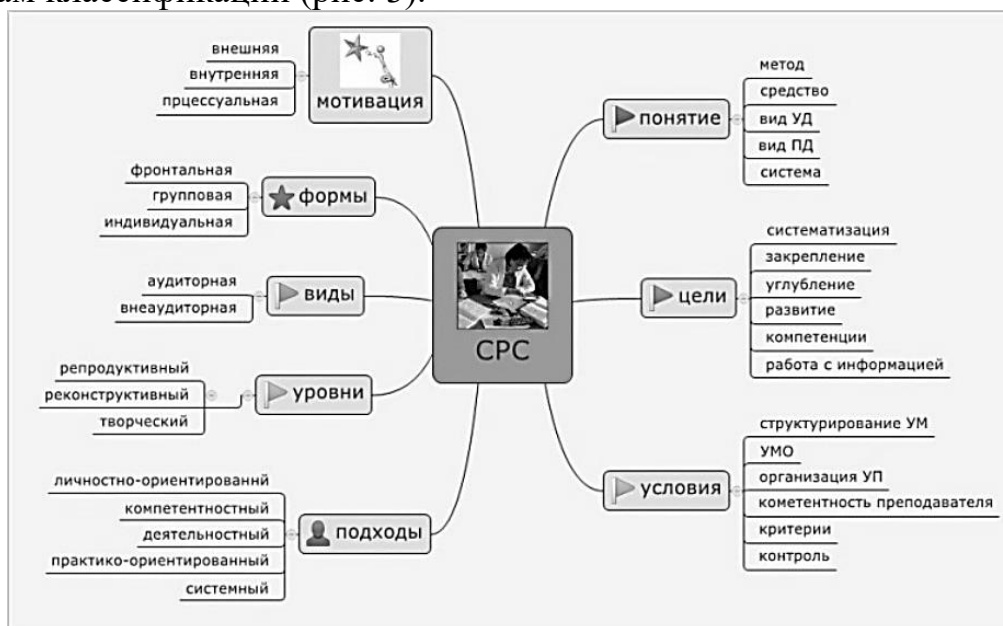 ам классификации (рис. 3).
внешняя
внутренняя
прцессуальная
мотивация
фронтальная
групповая
индивидуальная
формы
аудиторная
внеаудиторная
виды
репродуктивный
реконструктивный
творческий
уровни
личностно-ориентированнй
компетентностный
деятельностный
практико-ориентированный
системный
подходы
СРС
понятие
метод
средство
вид УД
вид ПД
система
цели
систематизация
закрепление
углубление
развитие
компетенции
работа с информацией
условия
структурирование УМ
УМО
организация УП
кометентность преподавателя
критерии
контроль